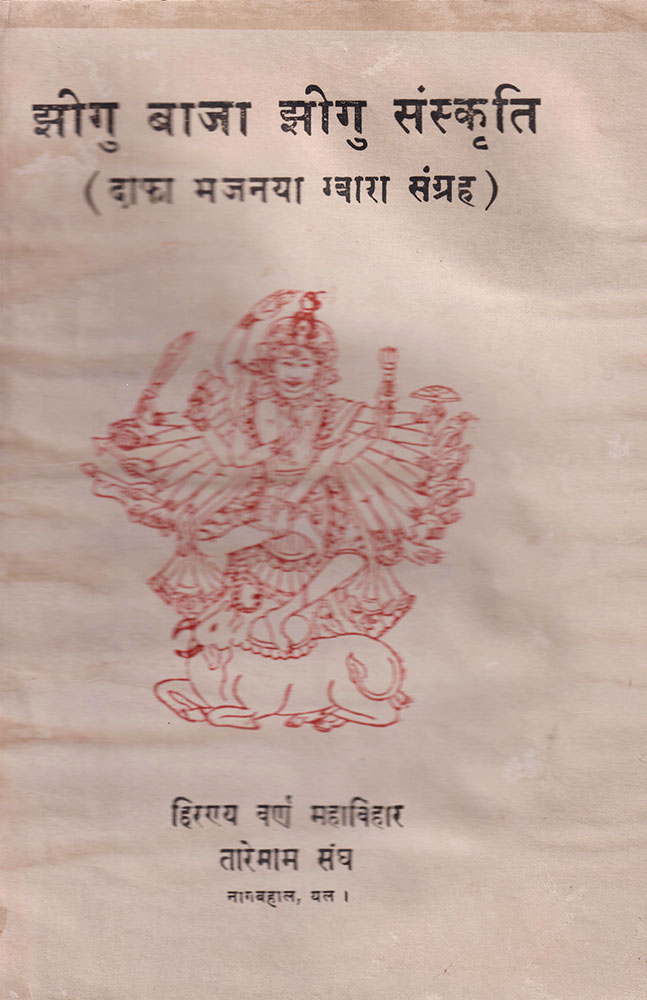 झीगु बाजा झीगु संस्कृति
( दाफा भजनया ग्वारा संग्रह )
हिरण्य वर्ण महाविहार
तारेमाम संघ
नागबहाल, यल ।